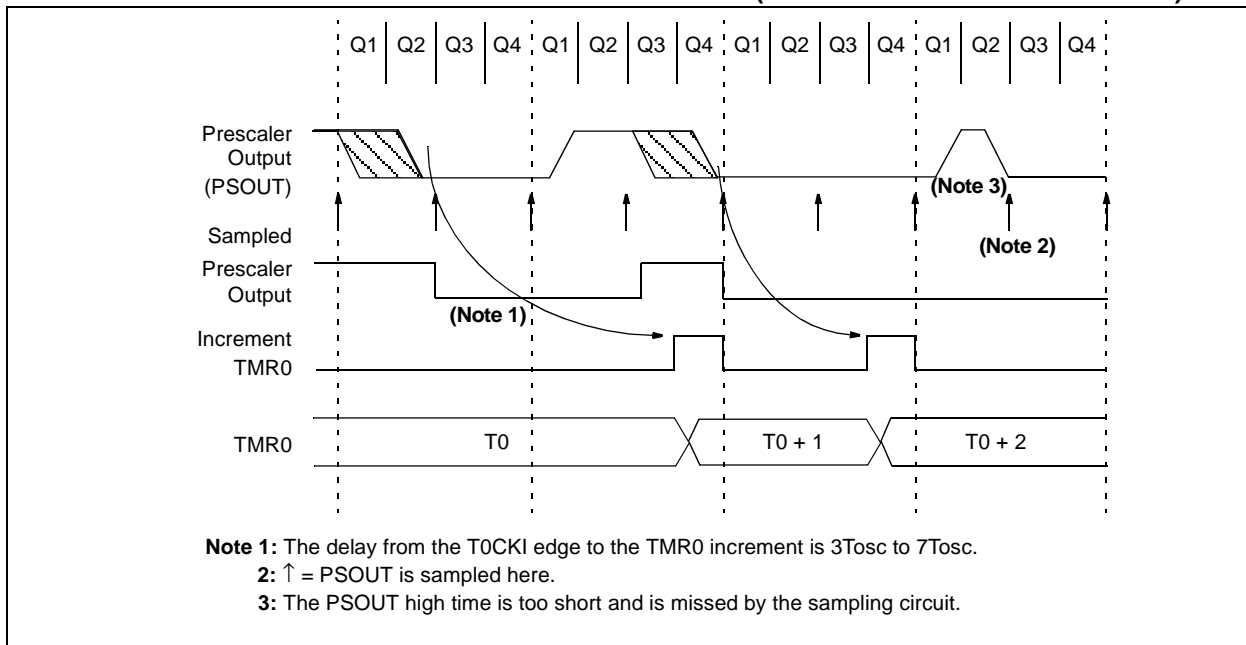 Q1 Q2 Q3 Q4 Q1 Q2 Q3 Q4 Q1 Q2 Q3 Q4 Q1 Q2 Q3 Q4
Prescaler
Output
(PSOUT)
(Note 3)
Sampled
(Note 2)
Prescaler
Output
(Note 1)
Increment
TMR0
TMR0
T0
T0 + 1
T0 + 2
Note 1: The delay from the T0CKI edge to the TMR0 increment is 3Tosc to 7Tosc.
2: ↑ = PSOUT is sampled here.
3: The PSOUT high time is too short and is missed by the sampling circuit.